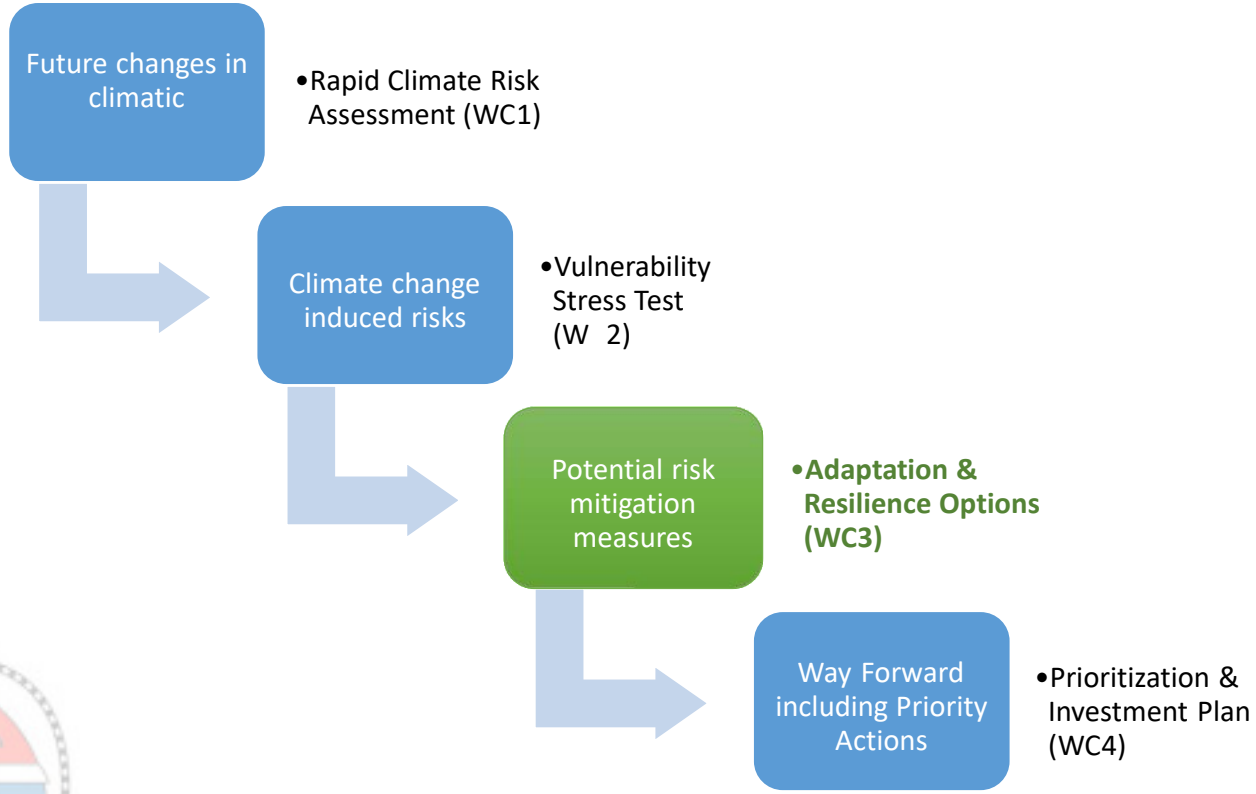 Future changes in
climatic
•Rapid Climate Risk
Assessment (WC1)
Climate change
induced risks
•Vulnerability
Stress Test
(W 2)
Potential risk
mitigation
measures
•Adaptation &
Resilience Options
(WC3)
Way Forward
including Priority
Actions
•Prioritization &
Investment Plan
(WC4)